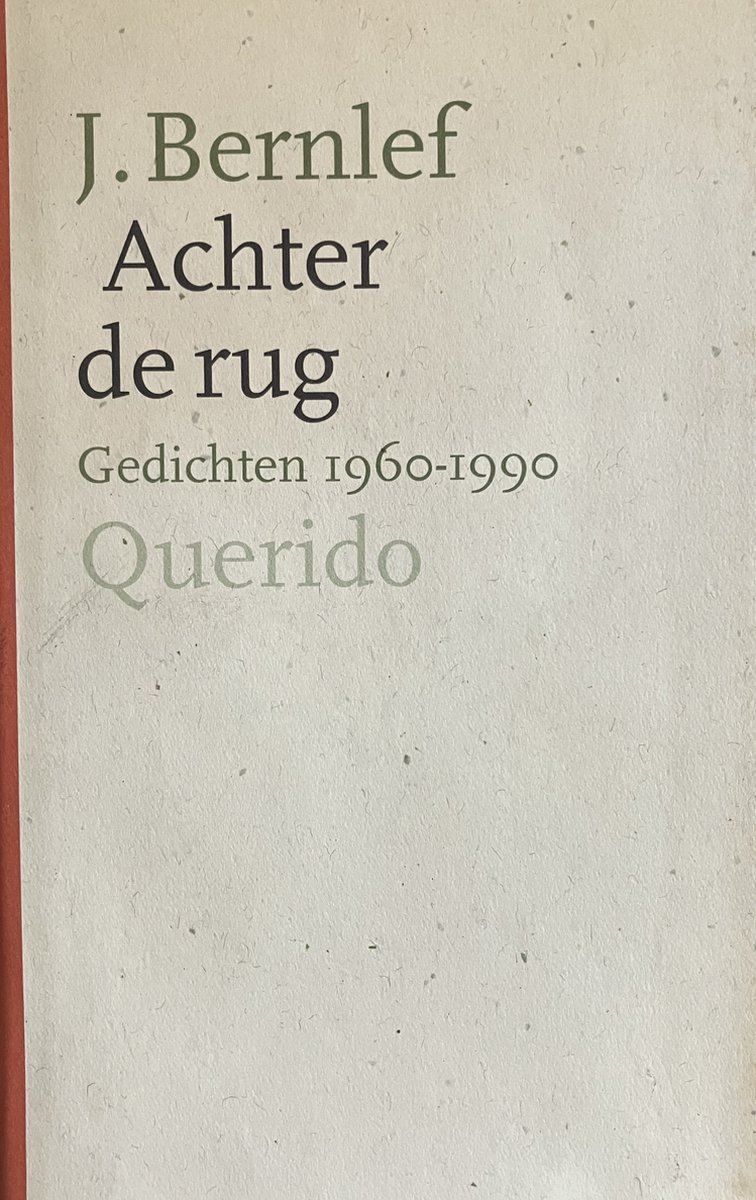 J. Bernlef
Achter
de rug
Gedichten 1960-1990
Querido